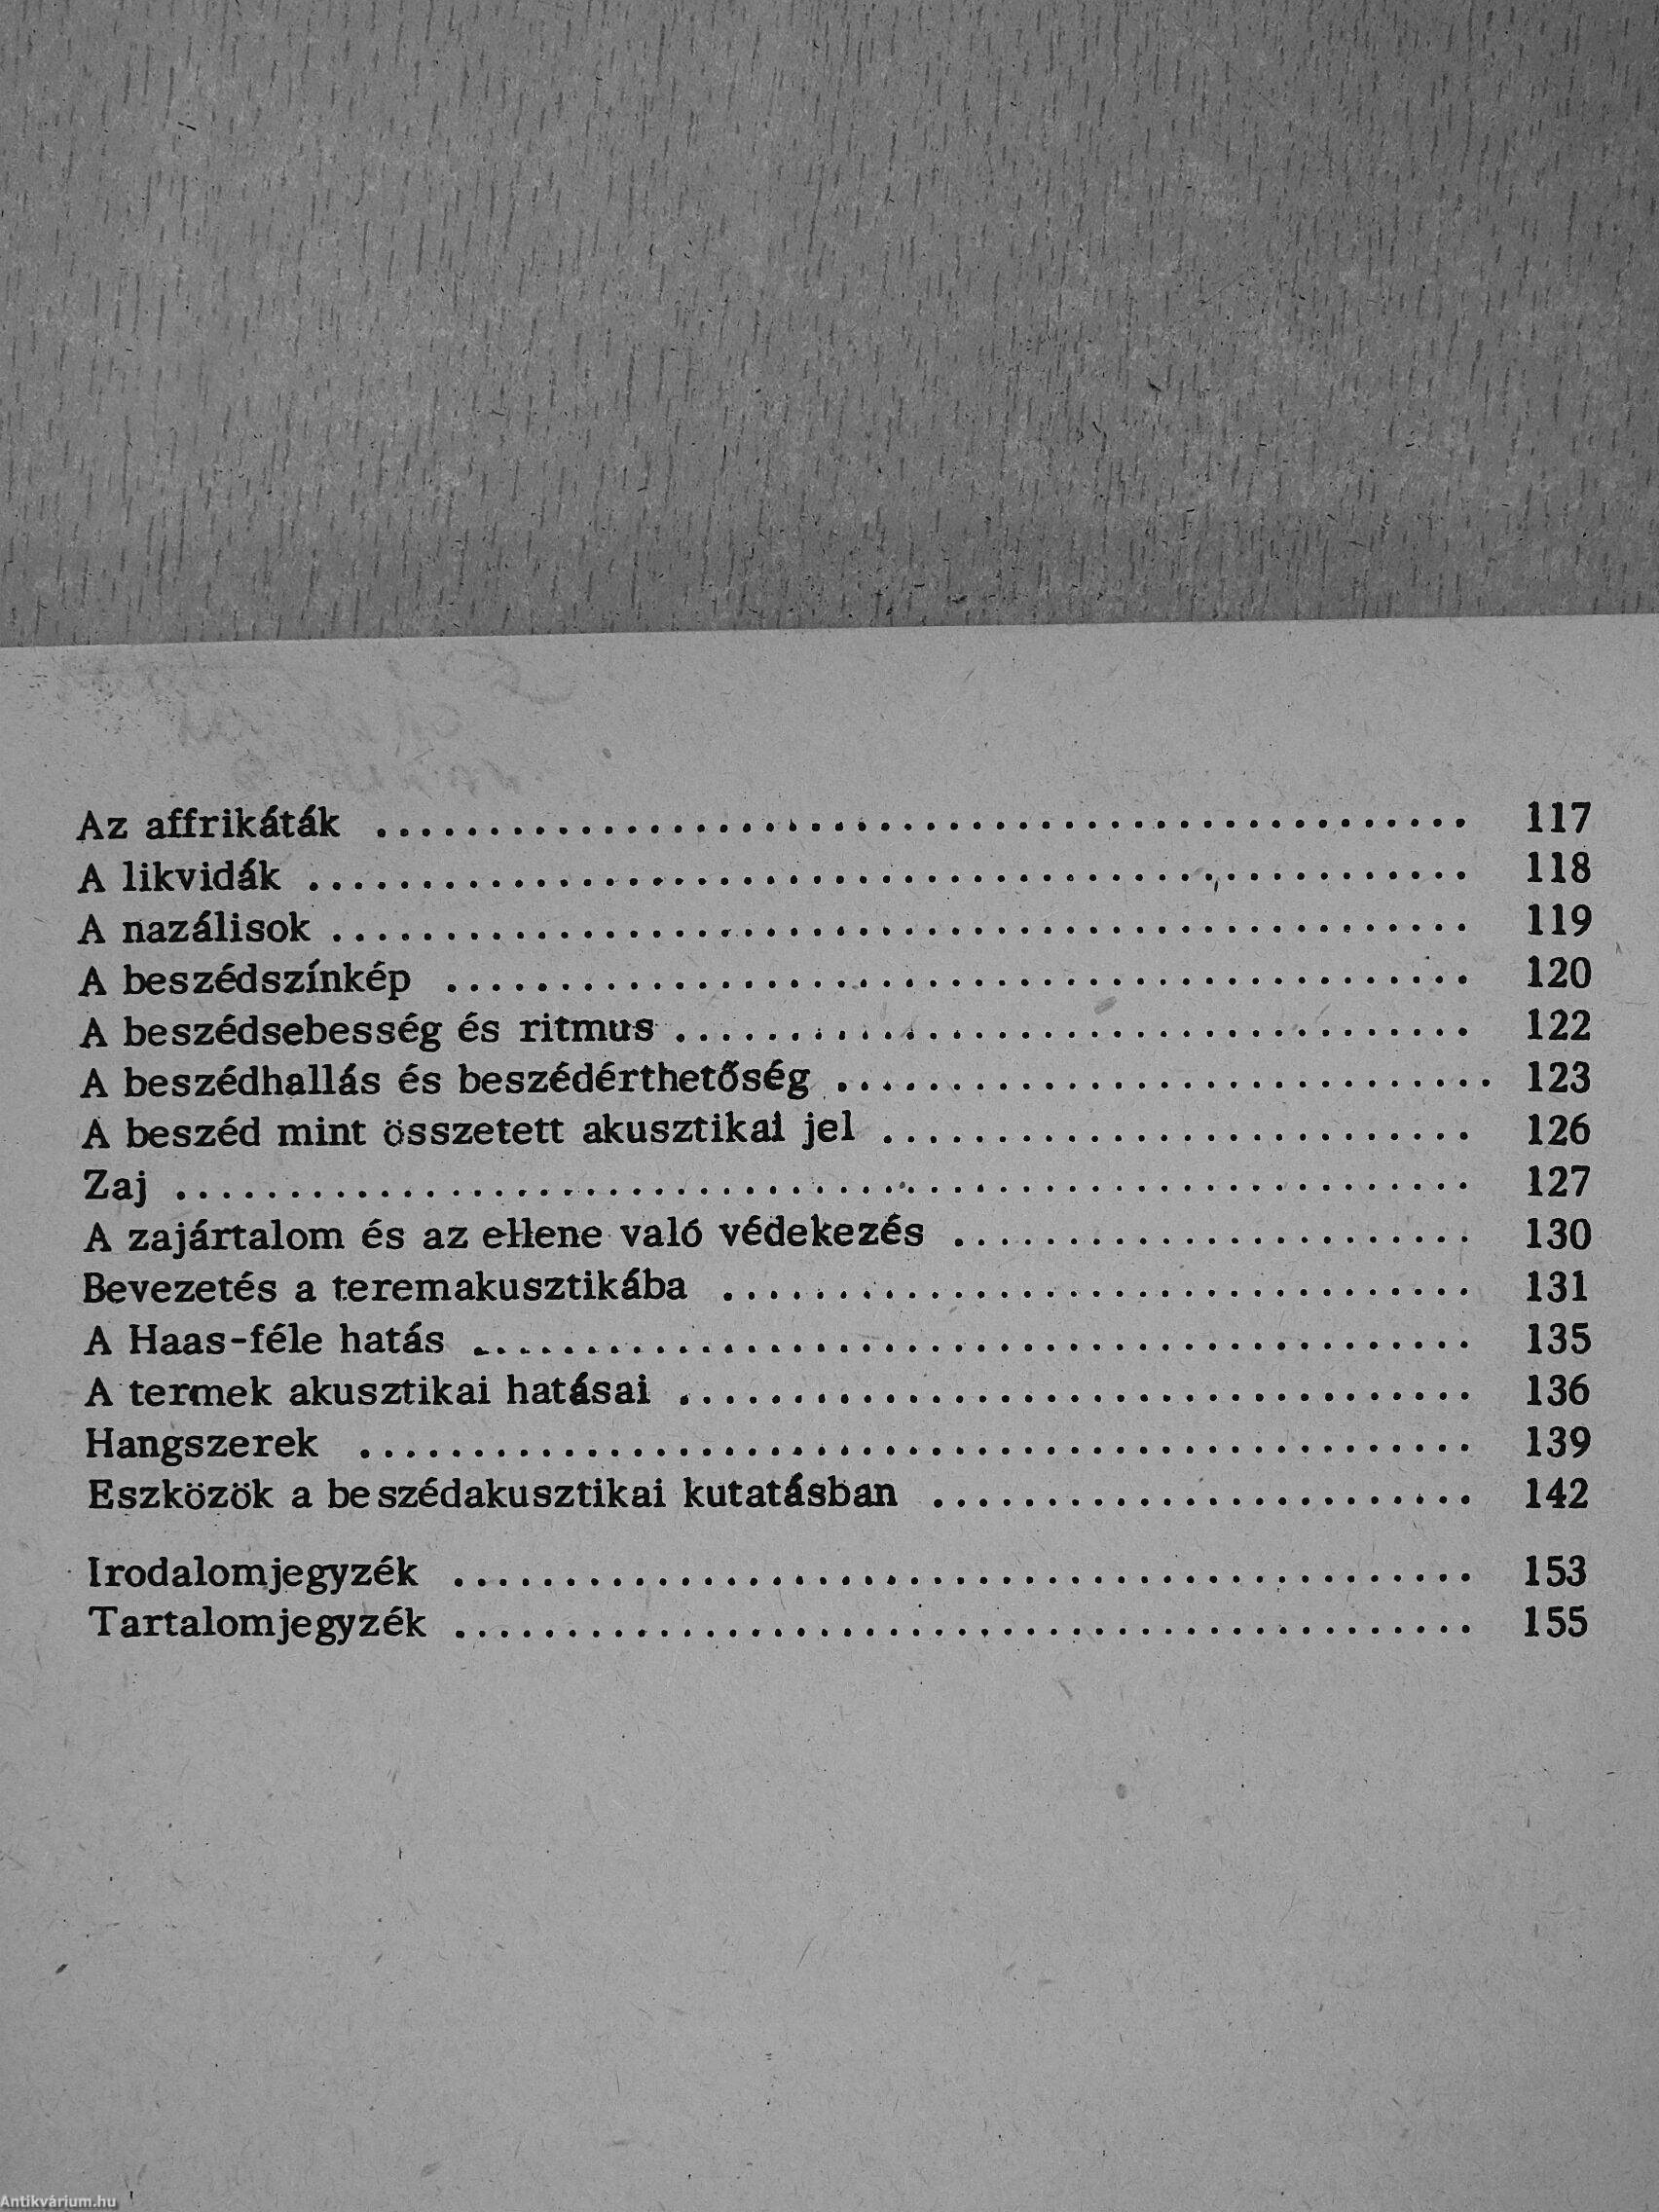 Az affrikáták ........................................ 117
A likvidák ........................................ 118
A nazálisok ........................................ 119
A beszédszínkép ........................................ 120
A beszédsebesség és ritmus ........................................ 122
A beszédhallás és beszédérthetőség ........................................ 123
A beszéd mint összetett akusztikai jel ........................................ 126
Zaj ........................................ 127
A zajártalom és az ellene való védekezés ........................................ 130
Bevezetés a teremakusztikába ........................................ 131
A Haas-féle hatás ........................................ 135
A termek akusztikai hatásai ........................................ 136
Hangszerek ........................................ 139
Eszközök a beszédakusztikai kutatásban ........................................ 142
Irodalomjegyzék ........................................ 153
Tartalomjegyzék ........................................ 155
Antikvárium.hu